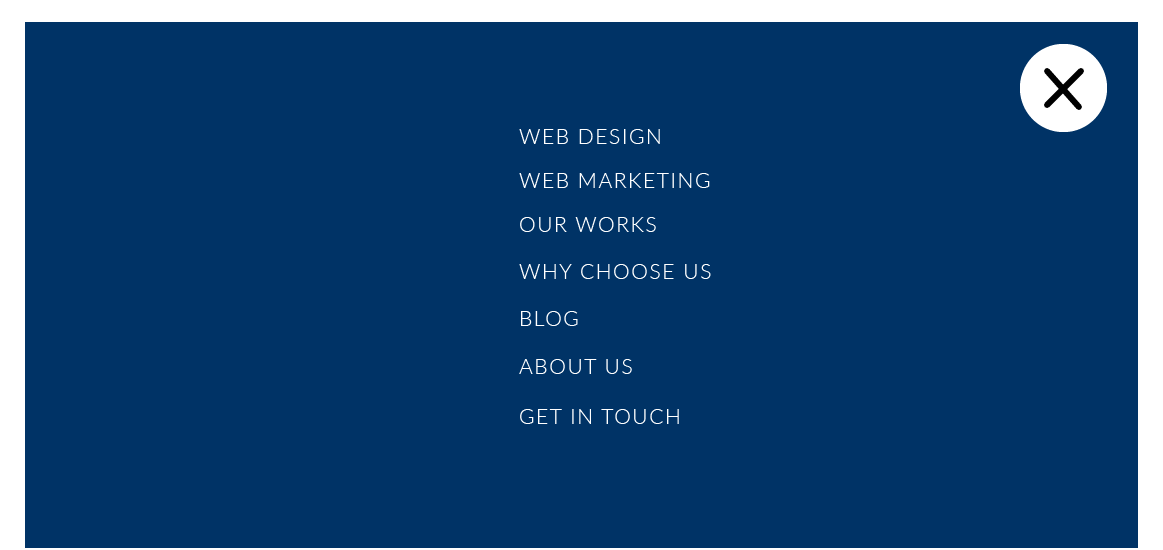 WEB DESIGN
WEB MARKETING
OUR WORKS
WHY CHOOSE US
BLOG
ABOUT US
GET IN TOUCH